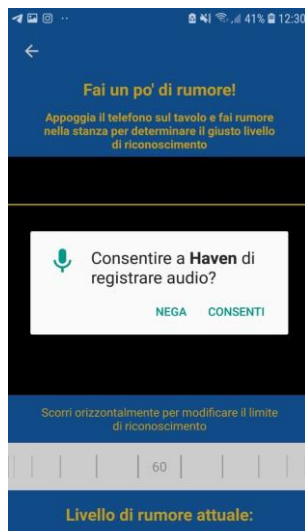 41% 12:30
Fai un po' di rumore!
Appoggia il telefono sul tavolo e fai rumore
nella stanza per determinare il giusto livello
di riconoscimento
Consentire a Haven di
registrare audio?
NEGA CONSENTI
Scorri orizzontalmente per modificare il limite
di riconoscimento
60
Livello di rumore attuale: